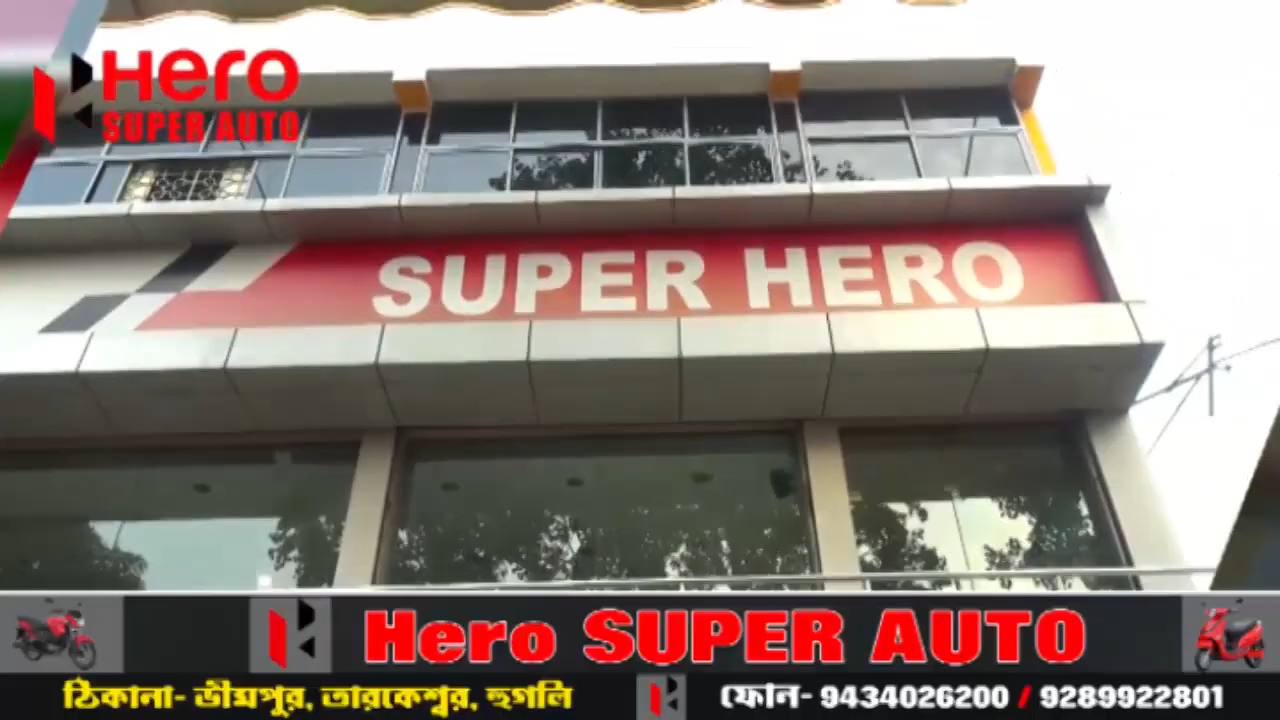 Hero
SUPER AUTO
SUPER HERO
Hero SUPER AUTO
ঠিকানা- ভীমপুর, তারকেশ্বর, হুগলি
ফোন- 9434026200 / 9289922801